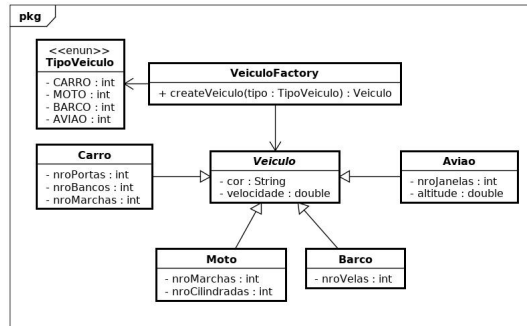 pkg
<<enun>>
TipoVeiculo
- CARRO : int
- MOTO : int
- BARCO : int
- AVIAO : int
VeiculoFactory
+ createVeiculo(tipo : TipoVeiculo) : Veiculo
Carro
- nroPortas : int
- nroBancos : int
- nroMarchas : int
Veiculo
- cor : String
- velocidade : double
Aviao
- nroJanelas : int
- altitude : double
Moto
- nroMarchas : int
- nroCilindradas : int
Barco
- nroVelas : int